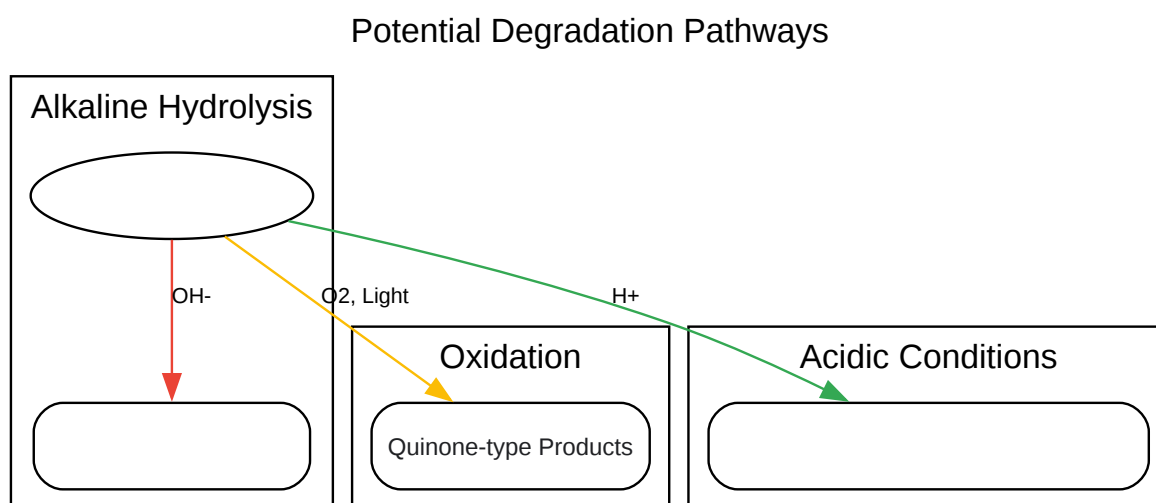 Potential Degradation Pathways
Alkaline Hydrolysis
OH-
O2, Light
H+
Oxidation
Acidic Conditions
Quinone-type Products